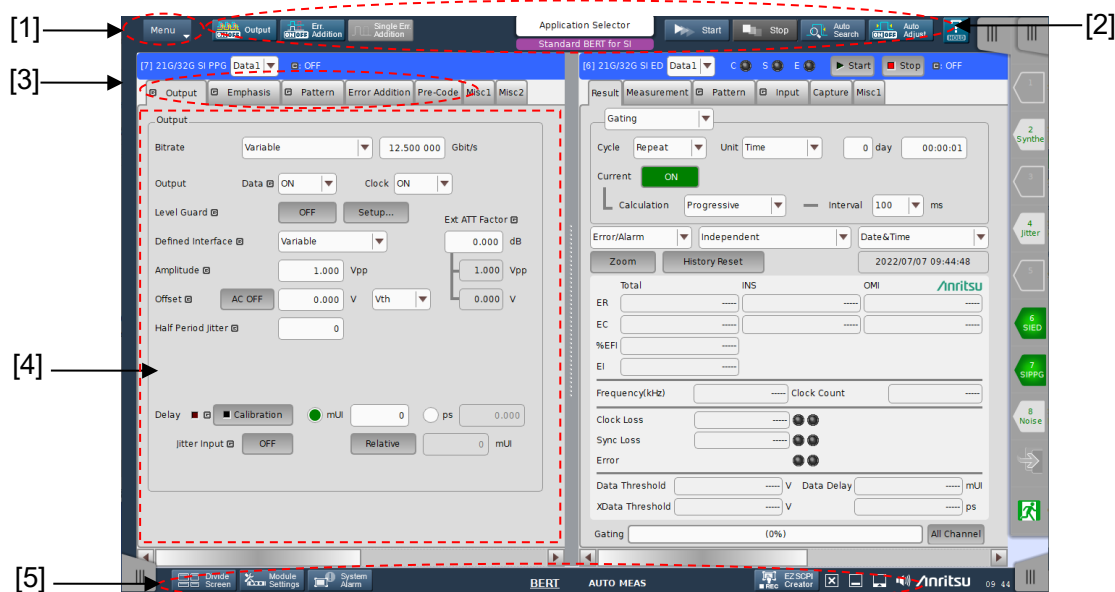 [1]
Menu
Output
Err. Addition
Single Err. Addition
Application Selector
Standard BERT for SI
Start
Stop
Auto Search
Auto Adjust
HOLD
[2]
[3]
[7] 21G/32G SI PPG Data1 C: OFF
Output Emphasis Pattern Error Addition Pre-Code Misc1 Misc2
Output
Bitrate Variable 12.500 000 Gbit/s
Output Data ON Clock ON
Level Guard OFF Setup... Ext ATT Factor
Defined Interface Variable 0.000 dB
Amplitude 1.000 Vpp 1.000 Vpp
Offset AC OFF 0.000 V Vth 0.000 V
Half Period Jitter 0
[4]
Delay Calibration mUI 0 ps 0.000
Jitter Input OFF Relative 0 mUI
[6] 21G/32G SI ED Data1 C S E Start Stop C: OFF
Result Measurement Pattern Input Capture Misc1
Gating
Cycle Repeat Unit Time 0 day 00:00:01
Current ON
Calculation Progressive Interval 100 ms
Error/Alarm Independent Date&Time
Zoom History Reset 2022/07/07 09:44:48
Total INS OMI Anritsu
ER ----- ----- -----
EC ----- ----- -----
%EFI -----
EI -----
Frequency(kHz) ----- Clock Count -----
Clock Loss -----
Sync Loss -----
Error
Data Threshold ----- V Data Delay ----- mUI
XData Threshold ----- V ----- ps
Gating (0%) All Channel
1
2 Synthe
3
4 Jitter
5
6 SIED
7 SIPPG
8 Noise
[5]
Divide Screen
Module Settings
System Alarm
BERT
AUTO MEAS
REC
EZ SCPI Creator
Anritsu
09 44